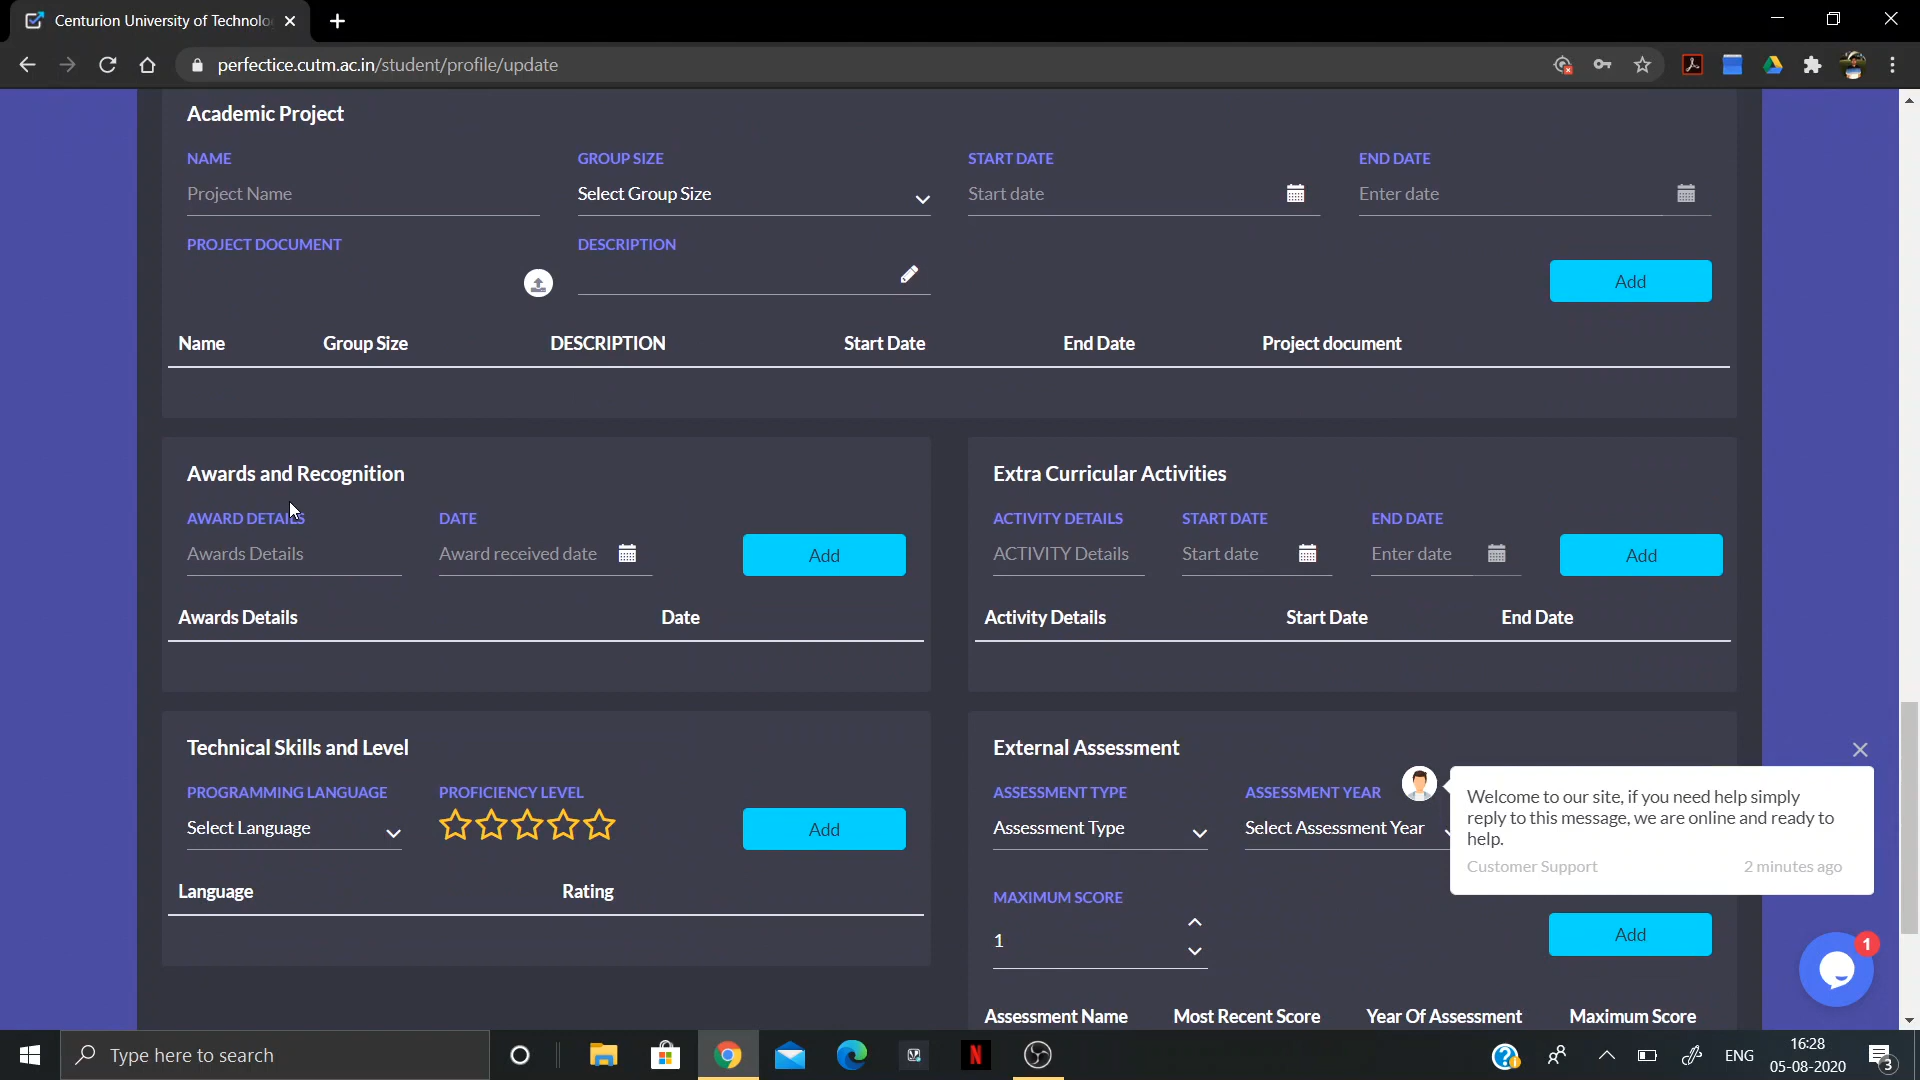 Centurion University of Technolo
perfectice.cutm.ac.in/student/profile/update
Academic Project
NAME
GROUP SIZE
START DATE
END DATE
Project Name
Select Group Size
Start date
Enter date
PROJECT DOCUMENT
DESCRIPTION
Add
Name
Group Size
DESCRIPTION
Start Date
End Date
Project document
Awards and Recognition
AWARD DETAILS
DATE
Awards Details
Award received date
Add
Awards Details
Date
Extra Curricular Activities
ACTIVITY DETAILS
START DATE
END DATE
ACTIVITY Details
Start date
Enter date
Add
Activity Details
Start Date
End Date
Technical Skills and Level
PROGRAMMING LANGUAGE
PROFICIENCY LEVEL
Select Language
Add
Language
Rating
External Assessment
ASSESSMENT TYPE
ASSESSMENT YEAR
Assessment Type
Select Assessment Year
MAXIMUM SCORE
1
Add
Assessment Name
Most Recent Score
Year Of Assessment
Maximum Score
Welcome to our site, if you need help simply
reply to this message, we are online and ready to
help.
Customer Support
2 minutes ago
1
Type here to search
N
ENG
16:28
05-08-2020
3